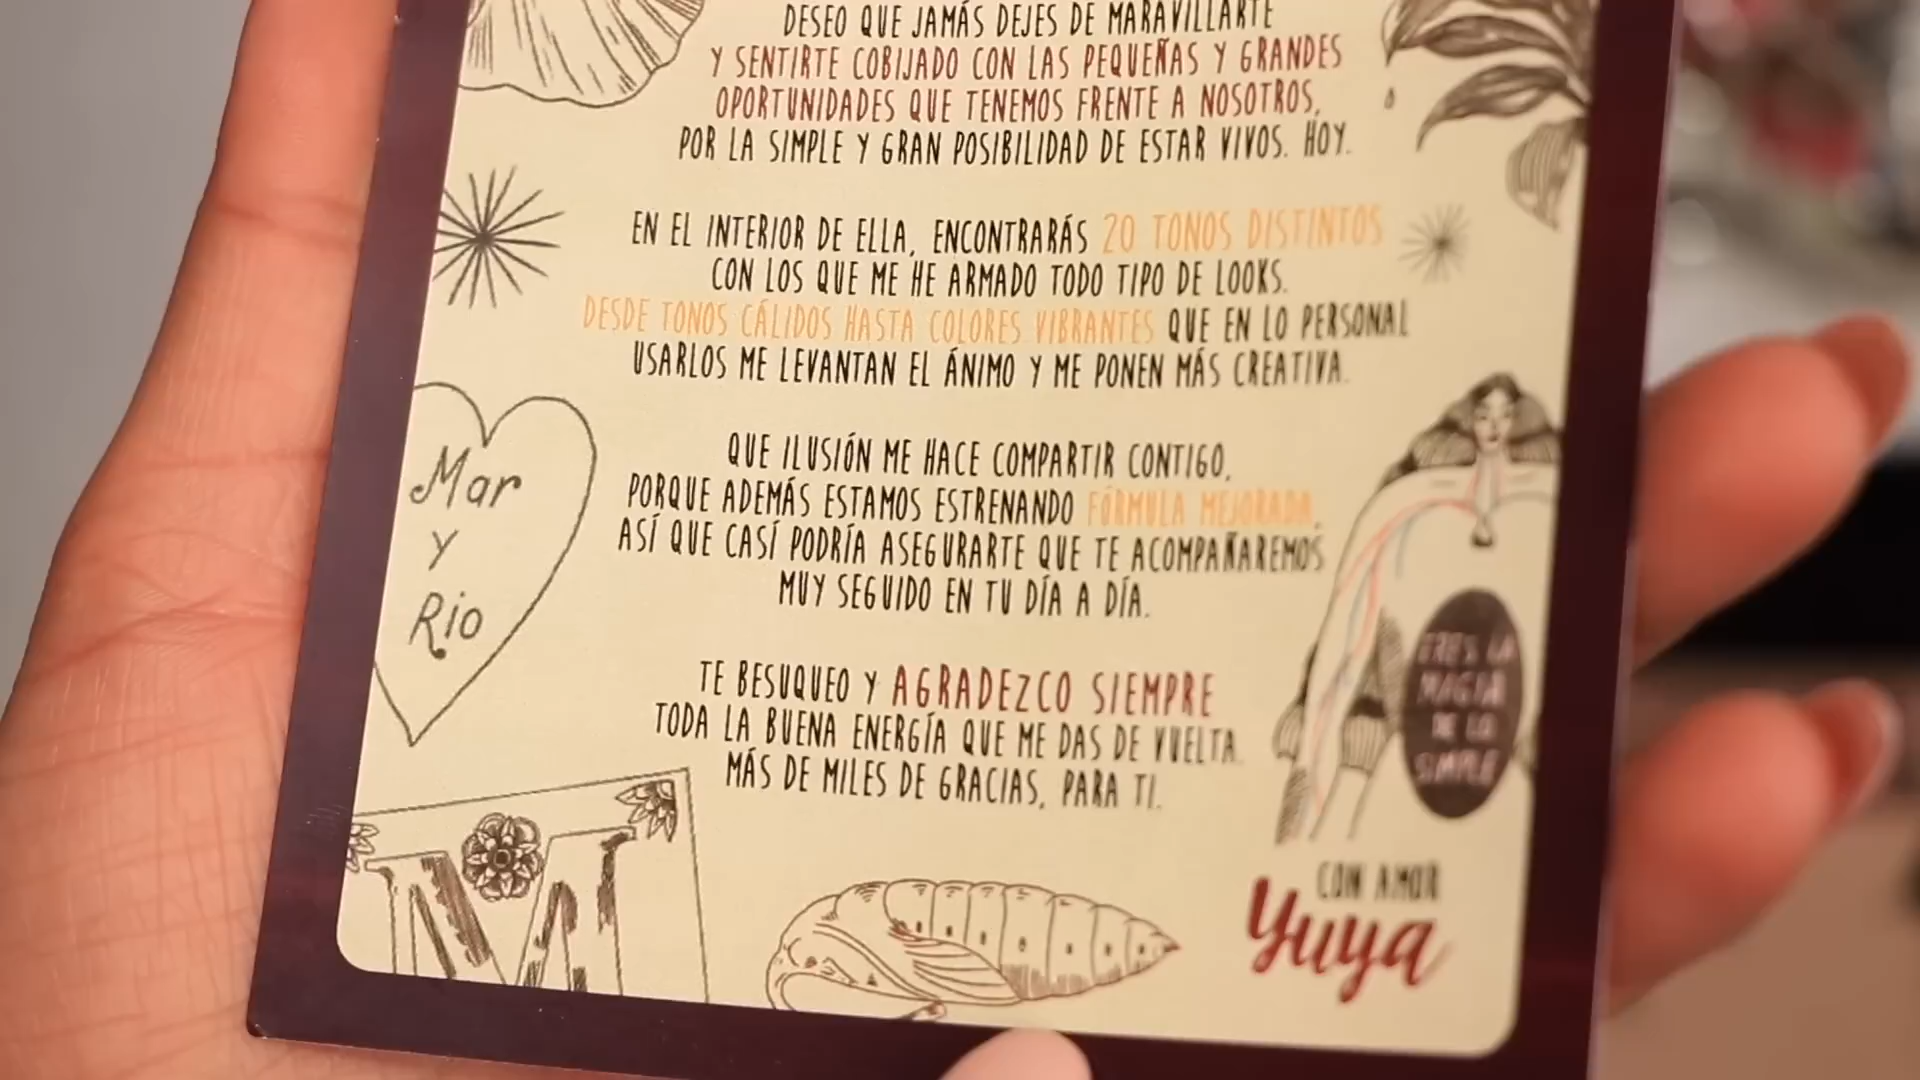 DESEO QUE JAMÁS DEJES DE MARAVILLARTE
Y SENTIRTE COBIJADO CON LAS PEQUEÑAS Y GRANDES
OPORTUNIDADES QUE TENEMOS FRENTE A NOSOTROS,
POR LA SIMPLE Y GRAN POSIBILIDAD DE ESTAR VIVOS. HOY.
EN EL INTERIOR DE ELLA, ENCONTRARÁS 20 TONOS DISTINTOS
CON LOS QUE ME HE ARMADO TODO TIPO DE LOOKS.
DESDE TONOS CÁLIDOS HASTA COLORES VIBRANTES QUE EN LO PERSONAL
USARLOS ME LEVANTAN EL ÁNIMO Y ME PONEN MÁS CREATIVA.
QUE ILUSIÓN ME HACE COMPARTIR CONTIGO,
PORQUE ADEMÁS ESTAMOS ESTRENANDO FÓRMULA MEJORADA,
ASÍ QUE CASÍ PODRÍA ASEGURARTE QUE TE ACOMPAÑAREMOS
MUY SEGUIDO EN TU DÍA A DÍA.
TE BESUQUEO Y AGRADEZCO SIEMPRE
TODA LA BUENA ENERGÍA QUE ME DAS DE VUELTA.
MÁS DE MILES DE GRACIAS, PARA TI.
Mar
y
Rio
ERES LA
MAGIA
DE LO
SIMPLE
M
CON AMOR
Yuya